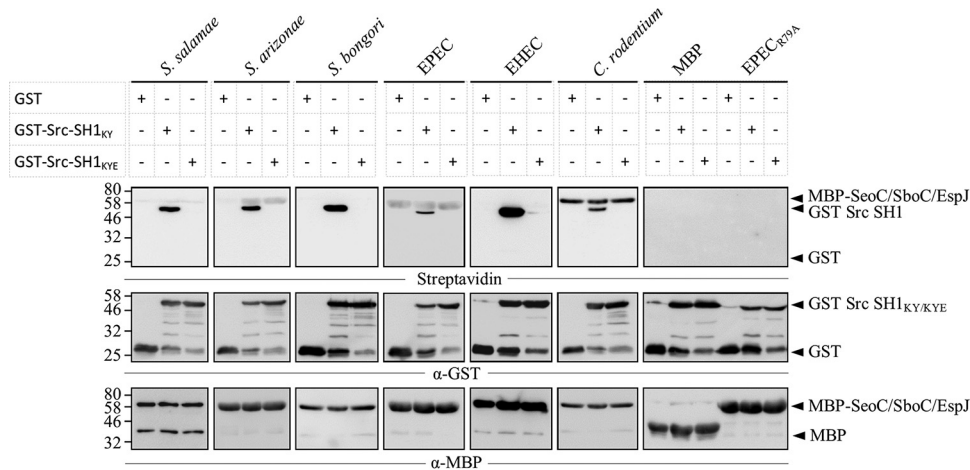 S. salamae S. arizonae S. bongori EPEC EHEC C. rodentium MBP EPEC R79A
GST + - - + - - + - - + - - + - - + - - + - - + - -
GST-Src-SH1KY - + - - + - - + - - + - - + - - + - - + - - + -
GST-Src-SH1KYE - - + - - + - - + - - + - - + - - + - - + - - +
80
58
46
32
25
MBP-SeoC/SboC/EspJ
GST Src SH1
GST
Streptavidin
58
46
32
25
GST Src SH1KY/KYE
GST
α-GST
80
58
46
32
MBP-SeoC/SboC/EspJ
MBP
α-MBP